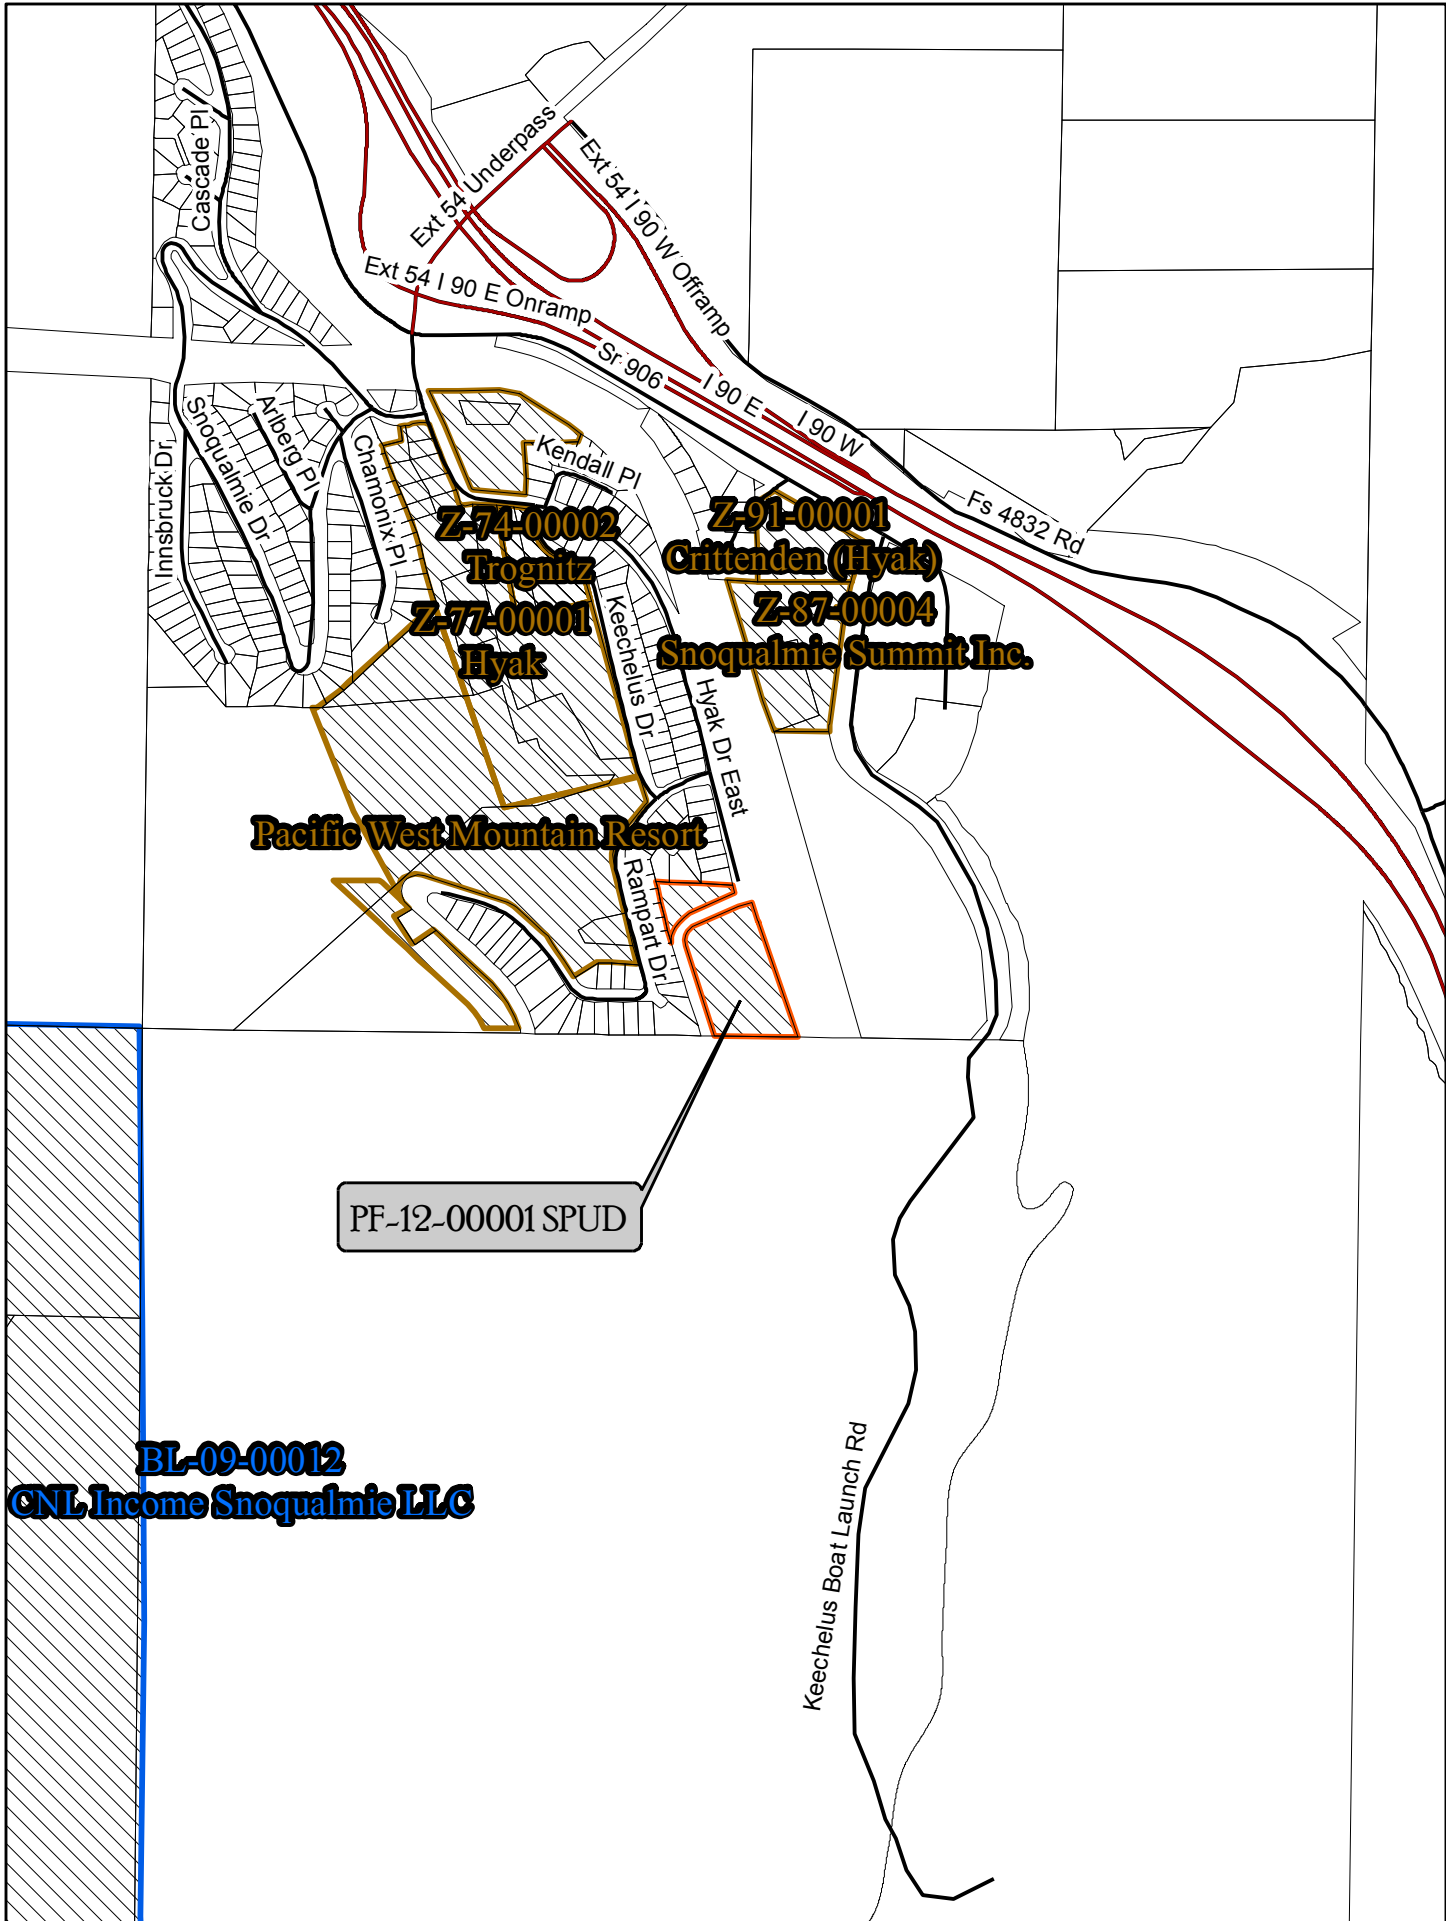 Cascade Pl
Ext 54 Underpass
Ext 54 I 90 W Offramp
Ext 54 I 90 E Onramp
Sr 906
I 90 E
I 90 W
Fs 4832 Rd
Innsbruck Dr
Snoqualmie Dr
Arlberg Pl
Chamonix Pl
Kendall Pl
Z-74-00002
Trognitz
Z-77-00001
Hyak
Z-91-00001
Crittenden (Hyak)
Z-87-00004
Snoqualmie Summit Inc.
Keechelus Dr
Hyak Dr East
Pacific West Mountain Resort
Rampart Dr
PF-12-00001 SPUD
BL-09-00012
CNL Income Snoqualmie LLC
Keechelus Boat Launch Rd